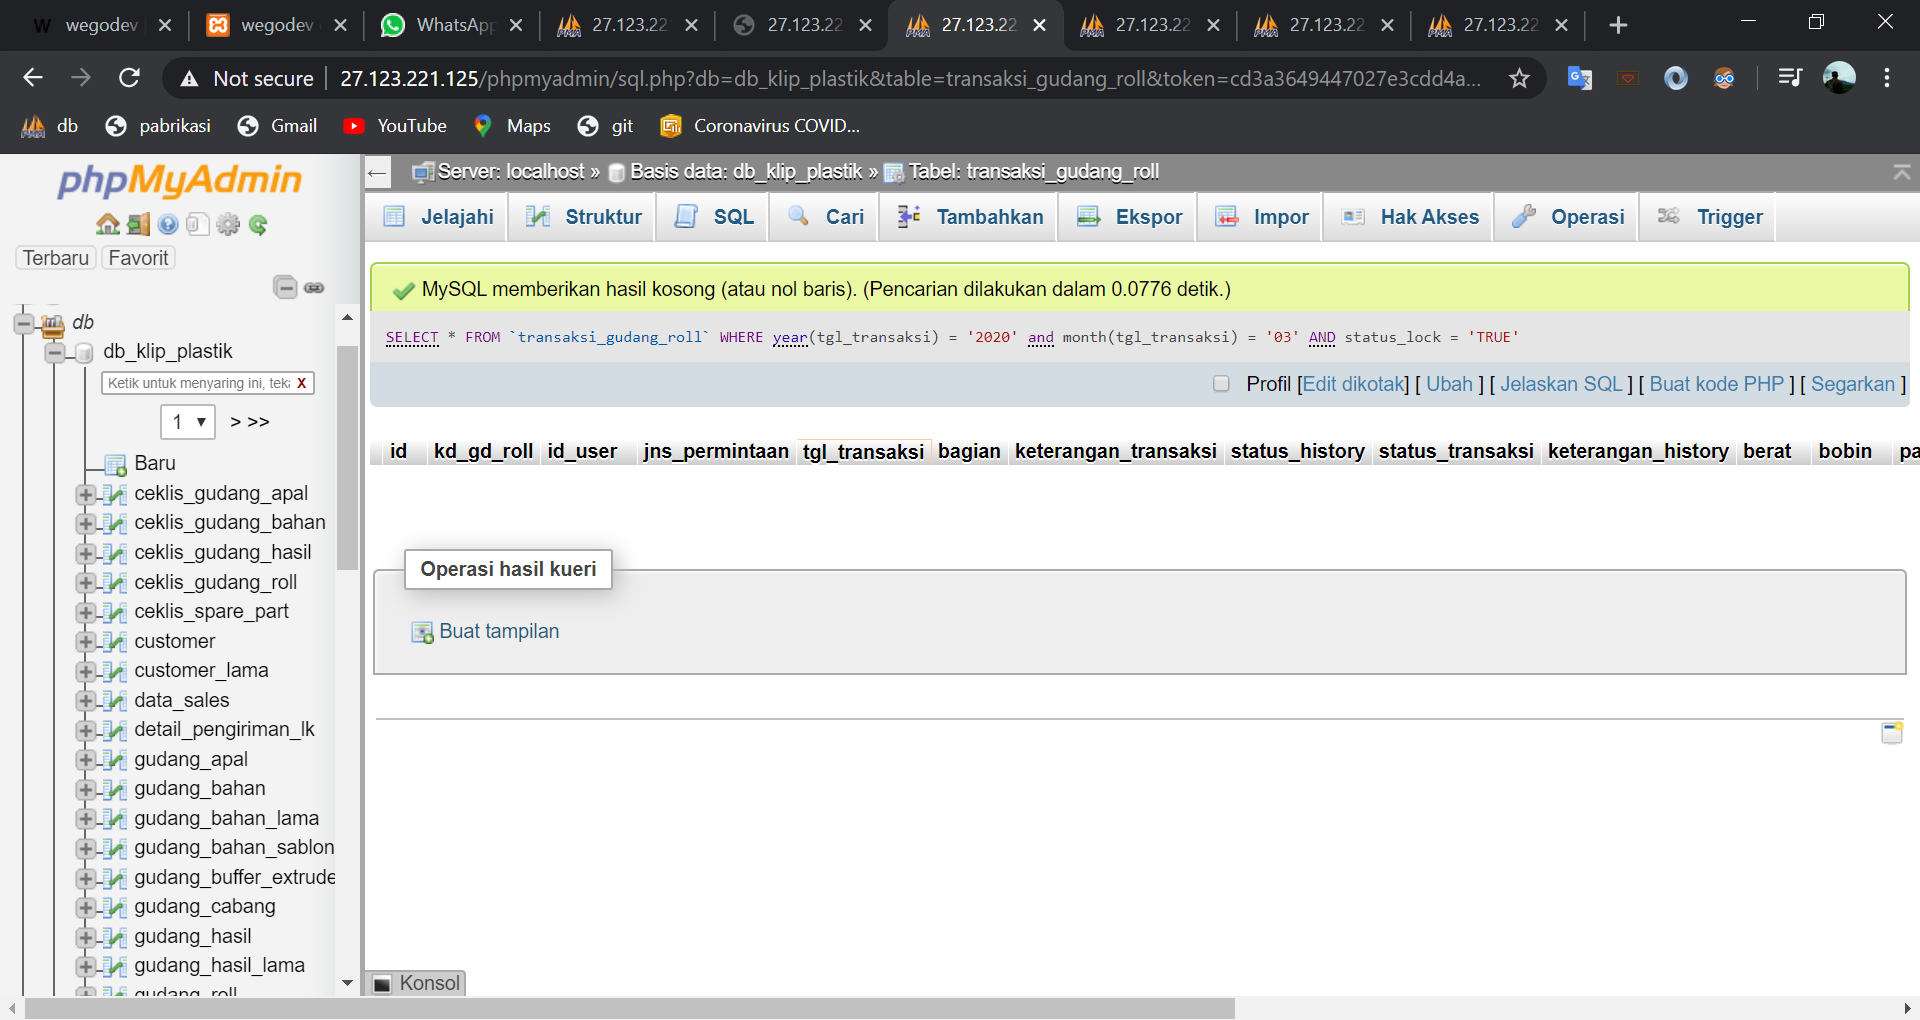 wegodev
wegodev
WhatsApp
27.123.22
27.123.22
27.123.22
27.123.22
27.123.22
27.123.22
Not secure
27.123.221.125/phpmyadmin/sql.php?db=db_klip_plastik&table=transaksi_gudang_roll&token=cd3a3649447027e3cdd4a...
db
pabrikasi
Gmail
YouTube
Maps
git
Coronavirus COVID...
phpMyAdmin
Terbaru
Favorit
db
db_klip_plastik
Ketik untuk menyaring ini, teka X
1 > >>
Baru
ceklis_gudang_apal
ceklis_gudang_bahan
ceklis_gudang_hasil
ceklis_gudang_roll
ceklis_spare_part
customer
customer_lama
data_sales
detail_pengiriman_lk
gudang_apal
gudang_bahan
gudang_bahan_lama
gudang_bahan_sablon
gudang_buffer_extrude
gudang_cabang
gudang_hasil
gudang_hasil_lama
gudang_roll
Server: localhost » Basis data: db_klip_plastik » Tabel: transaksi_gudang_roll
Jelajahi Struktur SQL Cari Tambahkan Ekspor Impor Hak Akses Operasi Trigger
MySQL memberikan hasil kosong (atau nol baris). (Pencarian dilakukan dalam 0.0776 detik.)
SELECT * FROM `transaksi_gudang_roll` WHERE year(tgl_transaksi) = '2020' and month(tgl_transaksi) = '03' AND status_lock = 'TRUE'
Profil [Edit dikotak] [ Ubah ] [ Jelaskan SQL ] [ Buat kode PHP ] [ Segarkan ]
id kd_gd_roll id_user jns_permintaan tgl_transaksi bagian keterangan_transaksi status_history status_transaksi keterangan_history berat bobin pa
Operasi hasil kueri
Buat tampilan
Konsol